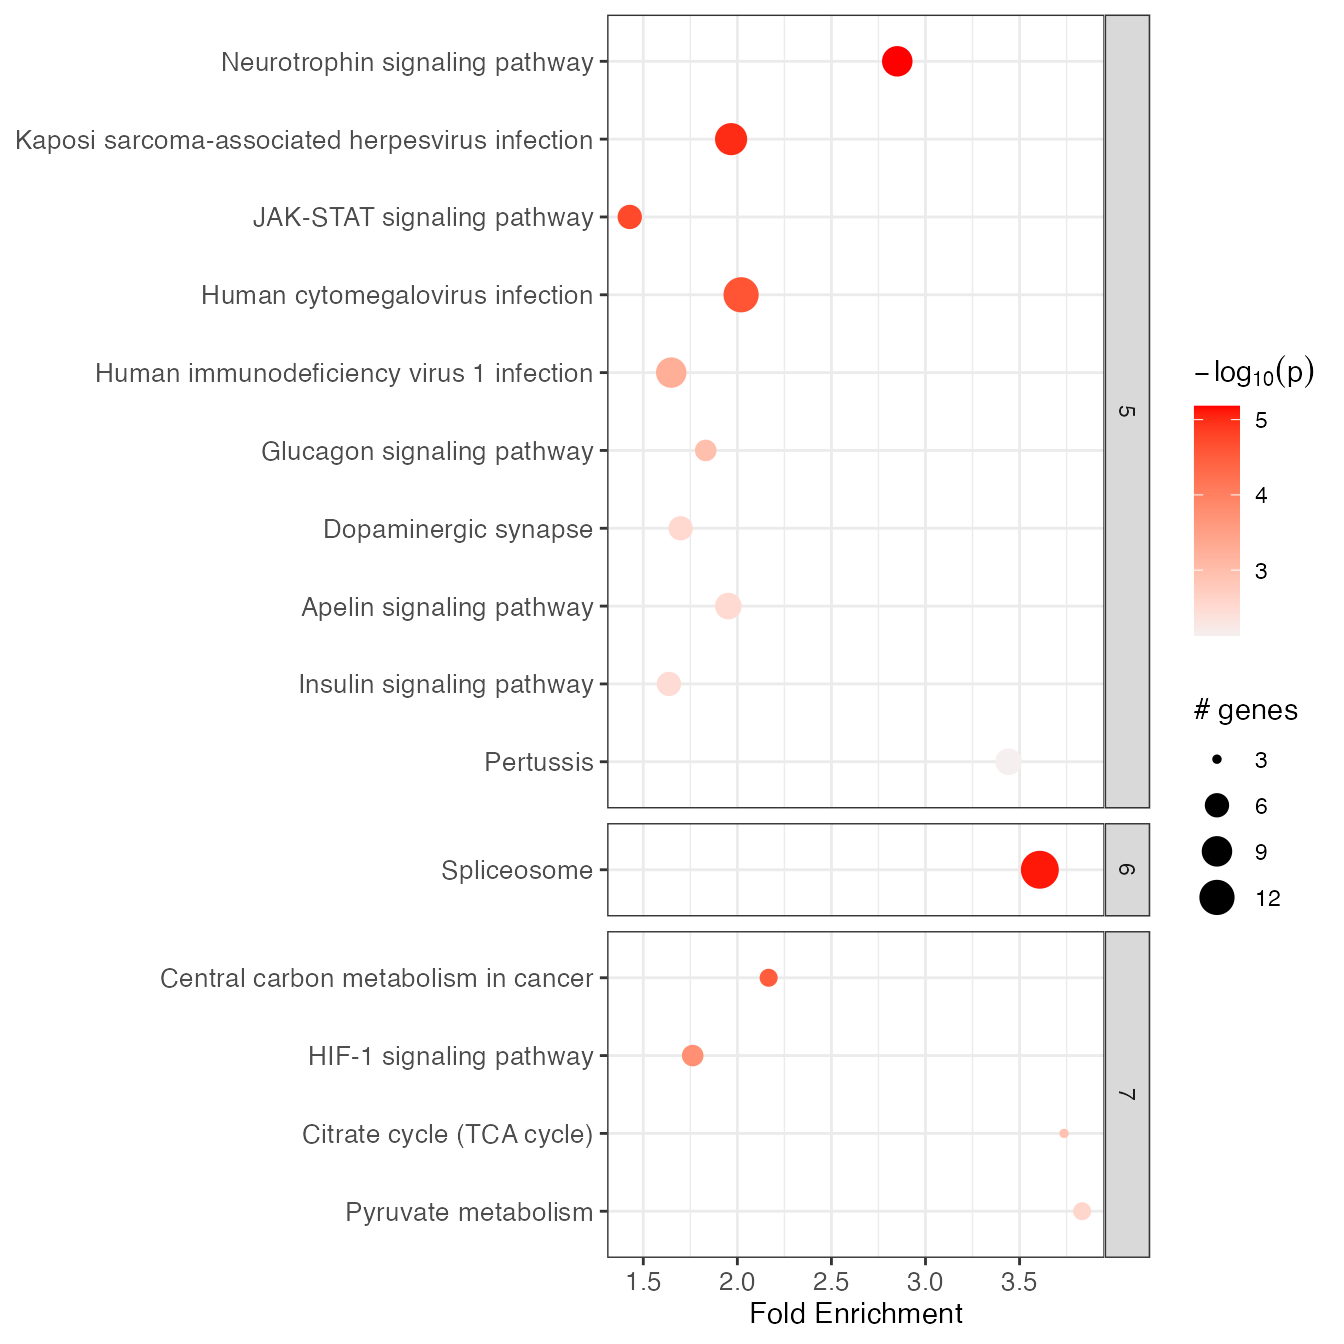 Neurotrophin signaling pathway
Kaposi sarcoma-associated herpesvirus infection
JAK-STAT signaling pathway
Human cytomegalovirus infection
Human immunodeficiency virus 1 infection
Glucagon signaling pathway
Dopaminergic synapse
Apelin signaling pathway
Insulin signaling pathway
Pertussis
5
Spliceosome
6
Central carbon metabolism in cancer
HIF-1 signaling pathway
Citrate cycle (TCA cycle)
Pyruvate metabolism
7
1.5 2.0 2.5 3.0 3.5
Fold Enrichment
−log₁₀(p)
5
4
3
# genes
3
6
9
12